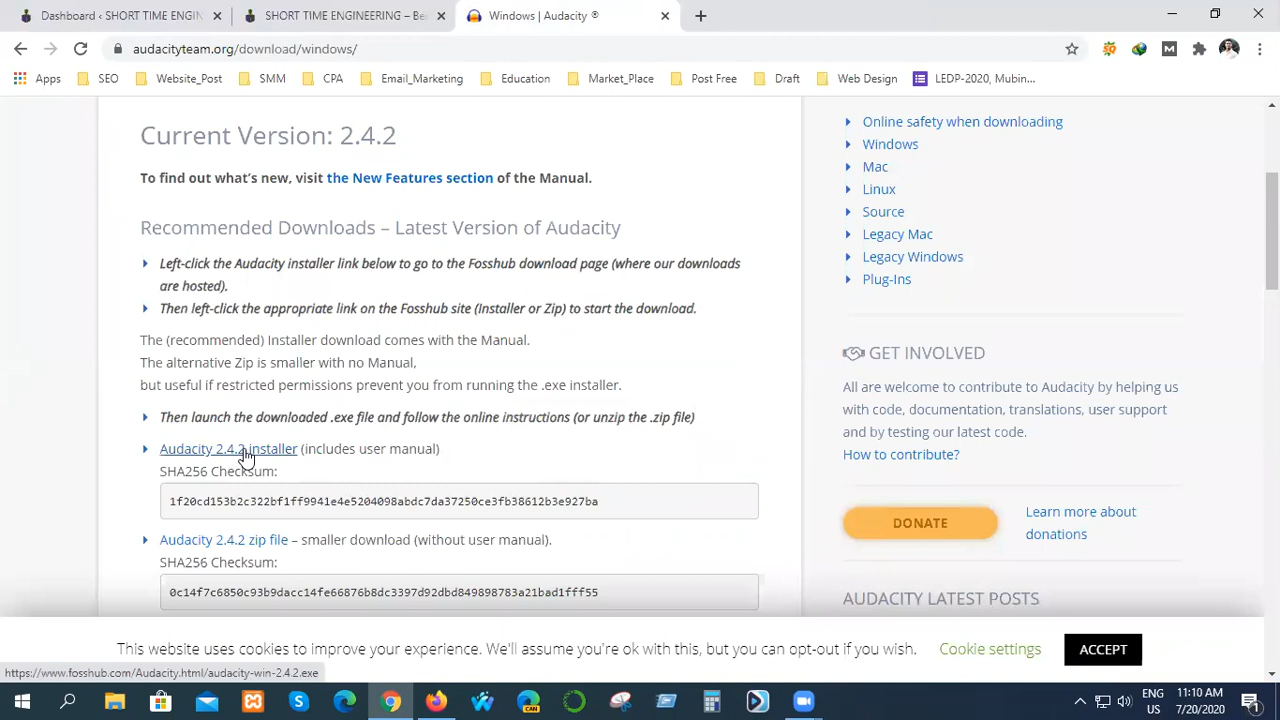 Dashboard ‹ SHORT TIME ENGIN
SHORT TIME ENGINEERING – Be
Windows | Audacity ®
audacityteam.org/download/windows/
Apps
SEO
Website_Post
SMM
CPA
Email_Marketing
Education
Market_Place
Post Free
Draft
Web Design
LEDP-2020, Mubin...
Current Version: 2.4.2
To find out what's new, visit the New Features section of the Manual.
Recommended Downloads – Latest Version of Audacity
Left-click the Audacity installer link below to go to the Fosshub download page (where our downloads
are hosted).
Then left-click the appropriate link on the Fosshub site (Installer or Zip) to start the download.
The (recommended) Installer download comes with the Manual.
The alternative Zip is smaller with no Manual,
but useful if restricted permissions prevent you from running the .exe installer.
Then launch the downloaded .exe file and follow the online instructions (or unzip the .zip file)
Audacity 2.4.2 installer (includes user manual)
SHA256 Checksum:
1f20cd153b2c322bf1ff9941e4e5204098abdc7da37250ce3fb38612b3e927ba
Audacity 2.4.2 zip file – smaller download (without user manual).
SHA256 Checksum:
0c14f7c6850c93b9dacc14fe66876b8dc3397d92dbd849898783a21bad1fff55
Online safety when downloading
Windows
Mac
Linux
Source
Legacy Mac
Legacy Windows
Plug-Ins
GET INVOLVED
All are welcome to contribute to Audacity by helping us
with code, documentation, translations, user support
and by testing our latest code.
How to contribute?
DONATE
Learn more about
donations
AUDACITY LATEST POSTS
This website uses cookies to improve your experience. We'll assume you're ok with this, but you can opt-out if you wish.
Cookie settings
ACCEPT
https://www.fosshub.com/Audacity.html/audacity-win-2.4.2.exe
ENG
US
11:10 AM
7/20/2020